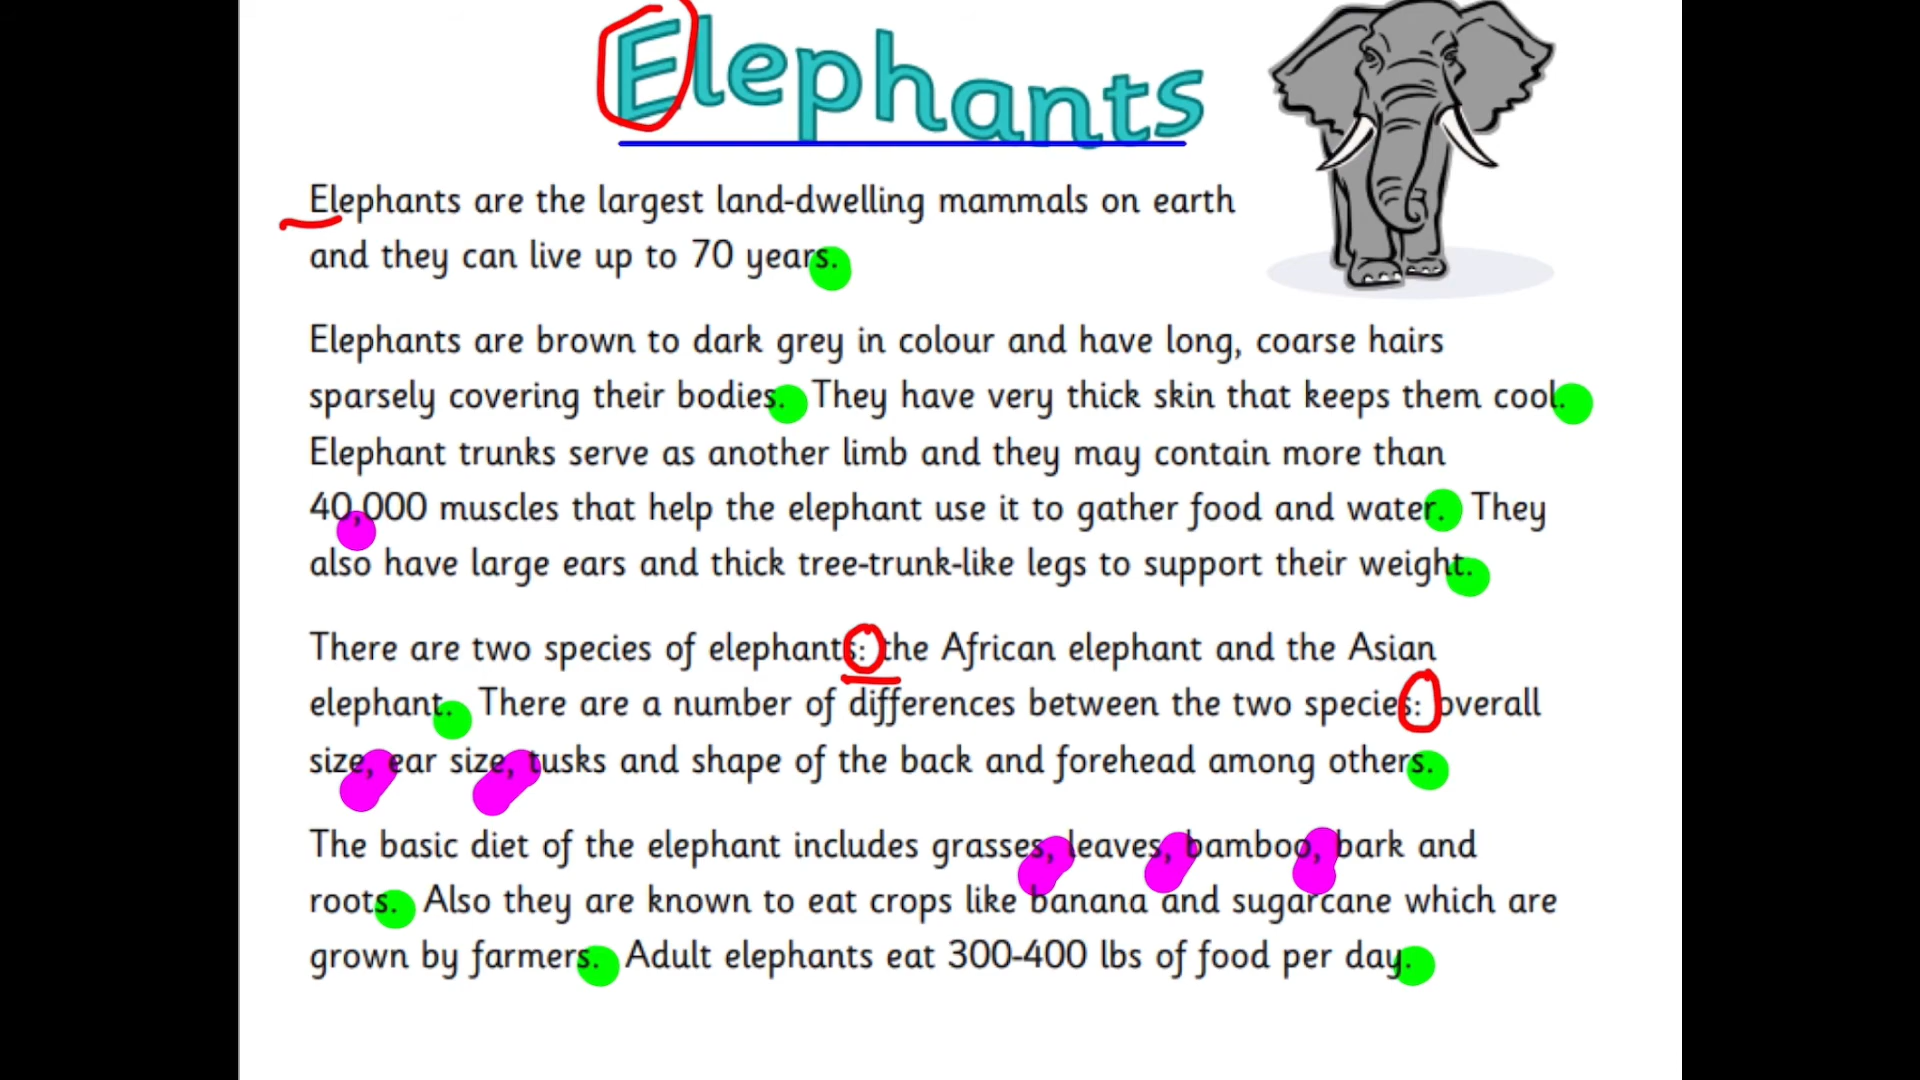 Elephants
Elephants are the largest land-dwelling mammals on earth
and they can live up to 70 years.
Elephants are brown to dark grey in colour and have long, coarse hairs
sparsely covering their bodies. They have very thick skin that keeps them cool.
Elephant trunks serve as another limb and they may contain more than
40,000 muscles that help the elephant use it to gather food and water. They
also have large ears and thick tree-trunk-like legs to support their weight.
There are two species of elephants: the African elephant and the Asian
elephant. There are a number of differences between the two species: overall
size, ear size, tusks and shape of the back and forehead among others.
The basic diet of the elephant includes grasses, leaves, bamboo, bark and
roots. Also they are known to eat crops like banana and sugarcane which are
grown by farmers. Adult elephants eat 300-400 lbs of food per day.